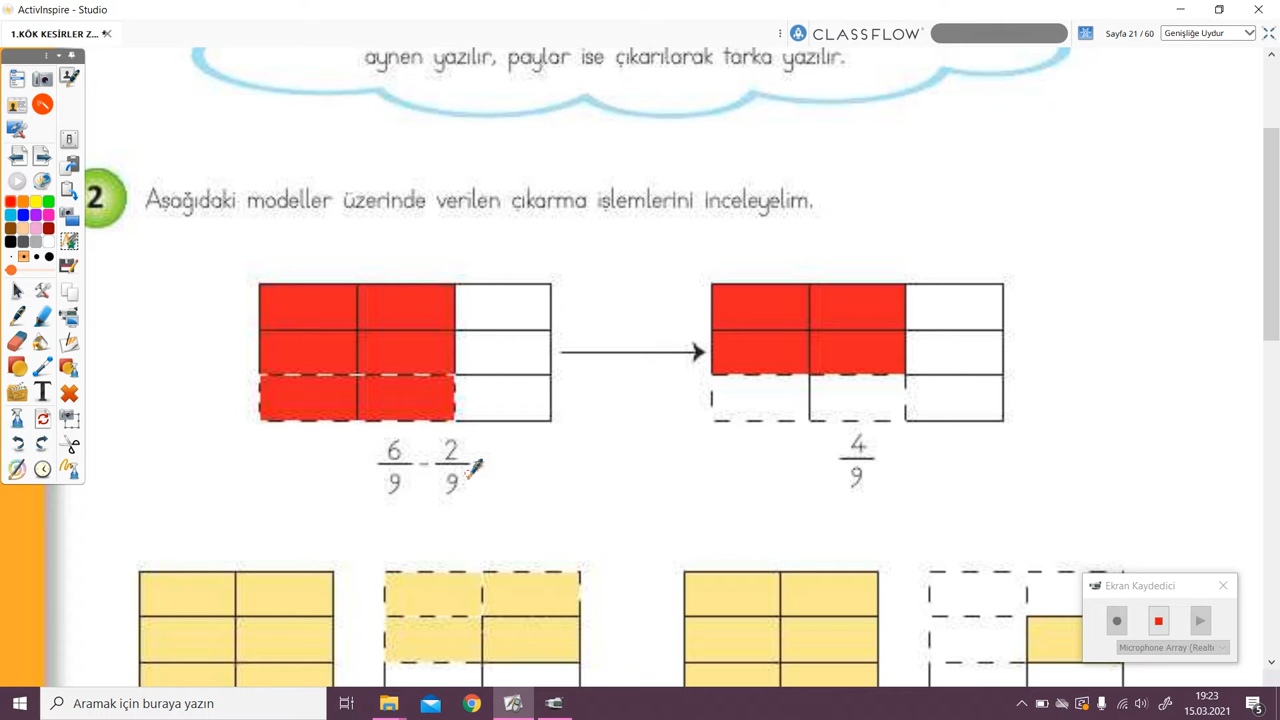 ActivInspire - Studio
1.KÖK KESİRLER Z...
CLASSFLOW
Sayfa 21 / 60
Genişliğe Uydur
aynen yazılır, paylar ise çıkarılarak farka yazılır.
2
Aşağıdaki modeller üzerinde verilen çıkarma işlemlerini inceleyelim.
6/9 - 2/9
4/9
Ekran Kaydedici
Microphone Array (Realt
Aramak için buraya yazın
19:23
15.03.2021
5